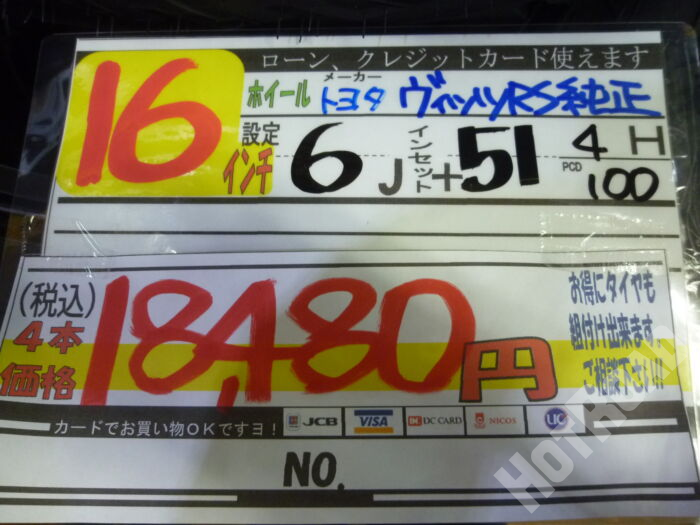 ローン、クレジットカード使えます
16
ホイール
メーカー
トヨタ ヴィッツRS純正
設定
インチ
6J
インセット
+51
4H
PCD
100
(税込)
4本
価格
18,480円
お得にタイヤも
組付け出来ます。
ご相談下さい!!
カードでお買い物OKですヨ!
JCB VISA DC CARD NICOS UC
NO.
HotRoad